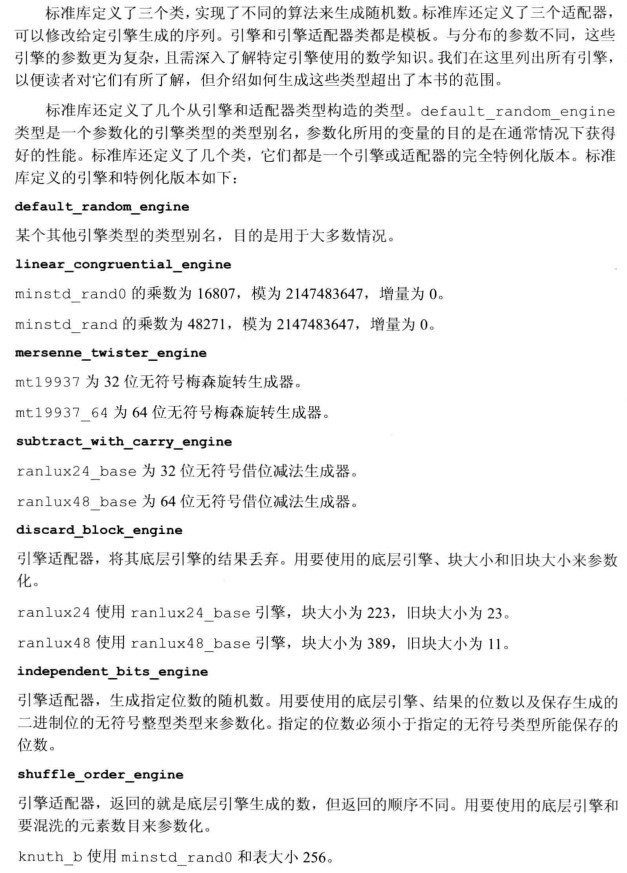 标准库定义了三个类，实现了不同的算法来生成随机数。标准库还定义了三个适配器，
可以修改给定引擎生成的序列。引擎和引擎适配器类都是模板。与分布的参数不同，这些
引擎的参数更为复杂，且需深入了解特定引擎使用的数学知识。我们在这里列出所有引擎，
以便读者对它们有所了解，但介绍如何生成这些类型超出了本书的范围。
标准库还定义了几个从引擎和适配器类型构造的类型。default_random_engine
类型是一个参数化的引擎类型的类型别名，参数化所用的变量的目的是在通常情况下获得
好的性能。标准库还定义了几个类，它们都是一个引擎或适配器的完全特例化版本。标准
库定义的引擎和特例化版本如下：
default_random_engine
某个其他引擎类型的类型别名，目的是用于大多数情况。
linear_congruential_engine
minstd_rand0 的乘数为 16807，模为 2147483647，增量为 0。
minstd_rand 的乘数为 48271，模为 2147483647，增量为 0。
mersenne_twister_engine
mt19937 为 32 位无符号梅森旋转生成器。
mt19937_64 为 64 位无符号梅森旋转生成器。
subtract_with_carry_engine
ranlux24_base 为 32 位无符号借位减法生成器。
ranlux48_base 为 64 位无符号借位减法生成器。
discard_block_engine
引擎适配器，将其底层引擎的结果丢弃。用要使用的底层引擎、块大小和旧块大小来参数
化。
ranlux24 使用 ranlux24_base 引擎，块大小为 223，旧块大小为 23。
ranlux48 使用 ranlux48_base 引擎，块大小为 389，旧块大小为 11。
independent_bits_engine
引擎适配器，生成指定位数的随机数。用要使用的底层引擎、结果的位数以及保存生成的
二进制位的无符号整型类型来参数化。指定的位数必须小于指定的无符号类型所能保存的
位数。
shuffle_order_engine
引擎适配器，返回的就是底层引擎生成的数，但返回的顺序不同。用要使用的底层引擎和
要混洗的元素数目来参数化。
knuth_b 使用 minstd_rand0 和表大小 256。